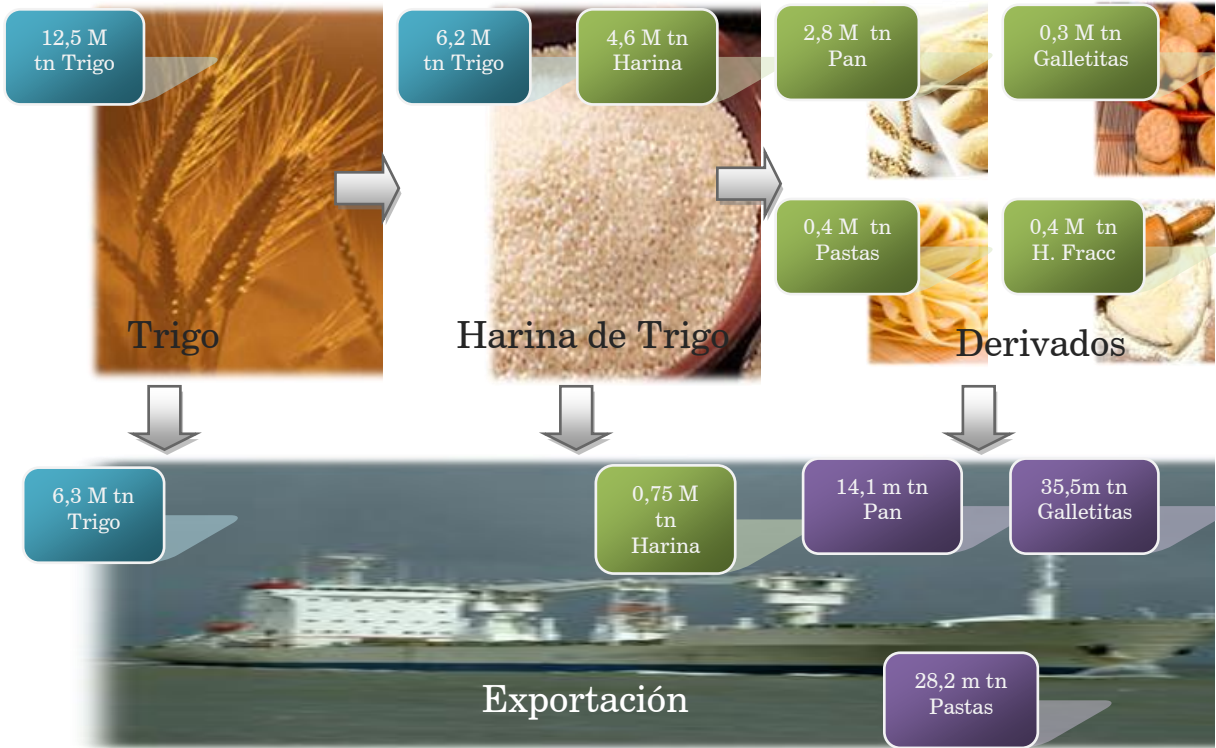 12,5 M
tn Trigo
6,2 M
tn Trigo
4,6 M tn
Harina
2,8 M tn
Pan
0,3 M tn
Galletitas
0,4 M tn
Pastas
0,4 M tn
H. Fracc
Trigo
Harina de Trigo
Derivados
6,3 M tn
Trigo
0,75 M
tn
Harina
14,1 m tn
Pan
35,5m tn
Galletitas
28,2 m tn
Pastas
Exportación